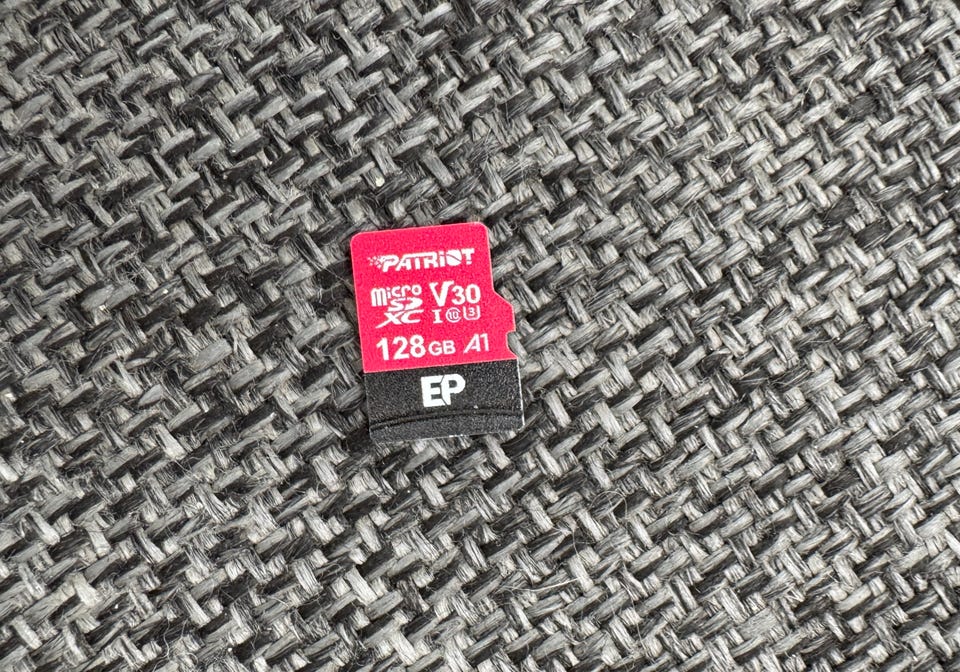 PATRIOT
micro SD XC V30
I 10 U3
128GB A1
EP